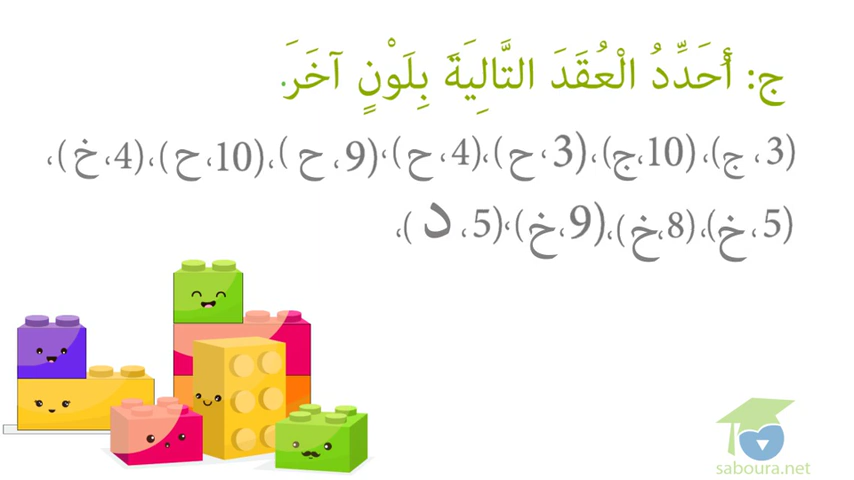 ج: أُحَدِّدُ الْعُقَدَ التَّالِيَةَ بِلَوْنٍ آخَرَ.
(3، ج)، (10،ج)، (3، ح)، (4، ح)، (9، ح)، (10، ح)، (4، خ)،
(5، خ)، (8،خ)، (9،خ)، (5، د)،
saboura.net